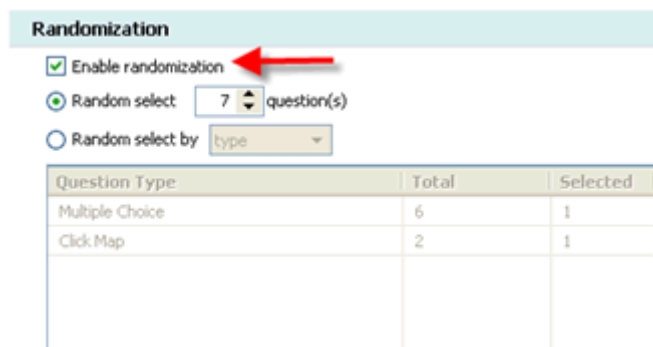 Randomization
Enable randomization
Random select 7 question(s)
Random select by type
Question Type Total Selected
Multiple Choice 6 1
Click Map 2 1